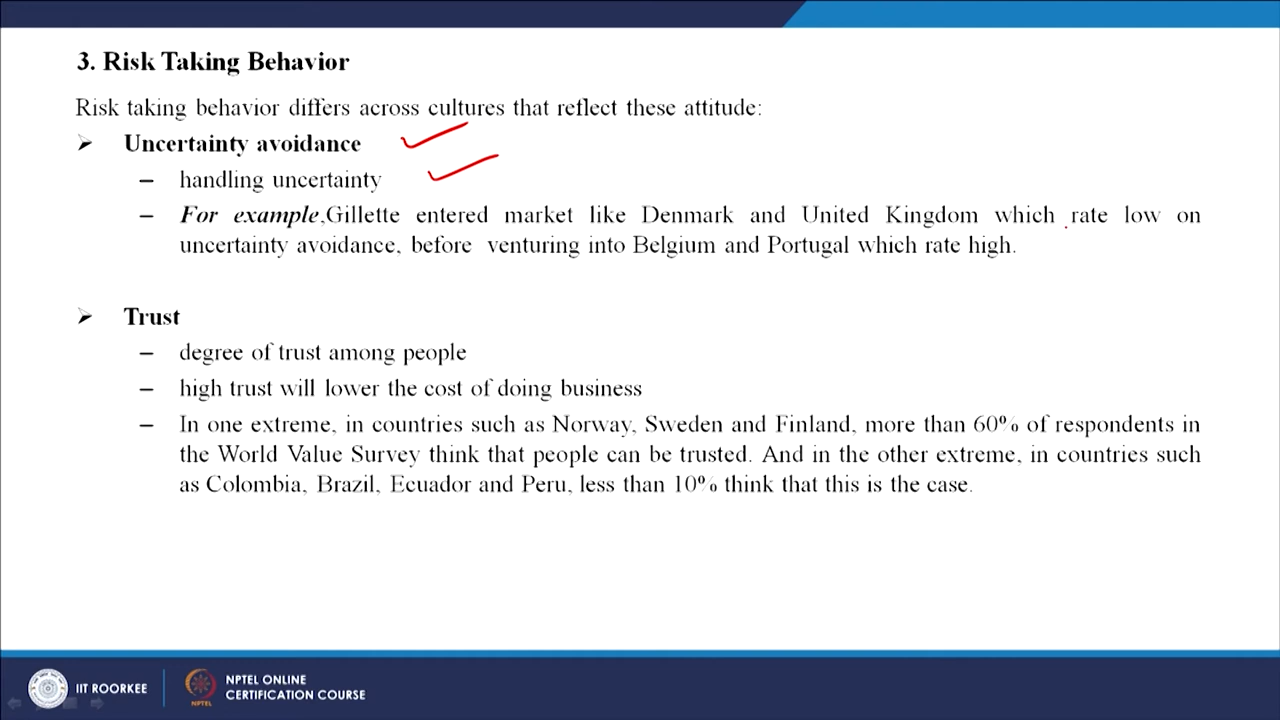 3. Risk Taking Behavior
Risk taking behavior differs across cultures that reflect these attitude:
➢ Uncertainty avoidance
– handling uncertainty
– For example,Gillette entered market like Denmark and United Kingdom which rate low on
uncertainty avoidance, before venturing into Belgium and Portugal which rate high.
➢ Trust
– degree of trust among people
– high trust will lower the cost of doing business
– In one extreme, in countries such as Norway, Sweden and Finland, more than 60% of respondents in
the World Value Survey think that people can be trusted. And in the other extreme, in countries such
as Colombia, Brazil, Ecuador and Peru, less than 10% think that this is the case.
IIT ROORKEE
NPTEL
NPTEL ONLINE
CERTIFICATION COURSE